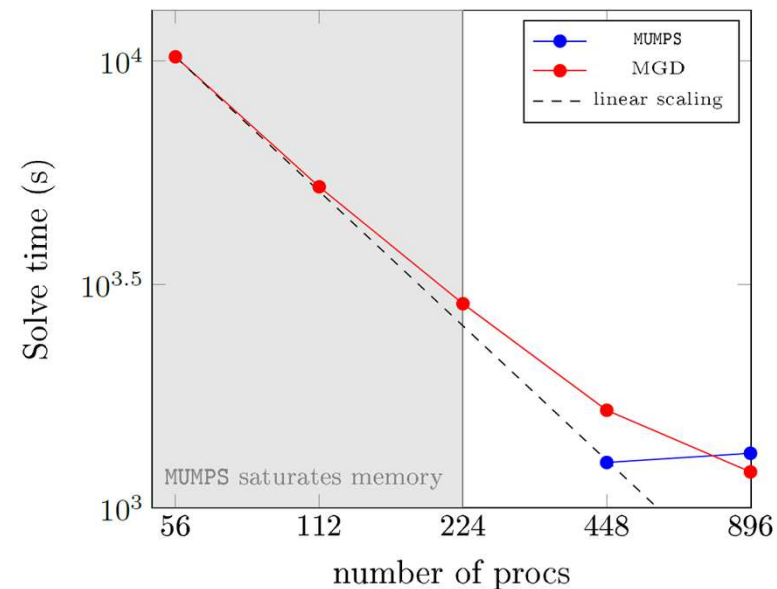 MUMPS
MGD
linear scaling
Solve time (s)
10^4
10^3.5
10^3
MUMPS saturates memory
56 112 224 448 896
number of procs